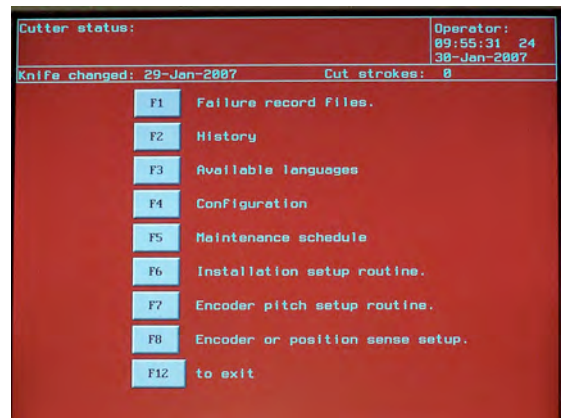 Cutter status:
Operator:
09:55:31 24
30-Jan-2007
Knife changed: 29-Jan-2007 Cut strokes: 0
F1 Failure record files.
F2 History
F3 Available languages
F4 Configuration
F5 Maintenance schedule
F6 Installation setup routine.
F7 Encoder pitch setup routine.
F8 Encoder or position sense setup.
F12 to exit